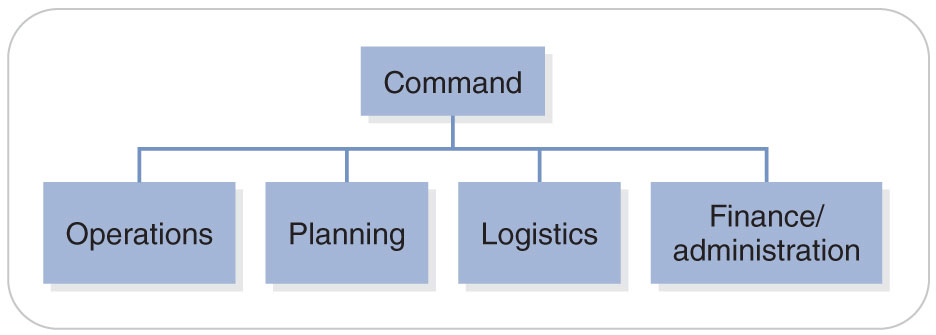 Command
Operations
Planning
Logistics
Finance/
administration